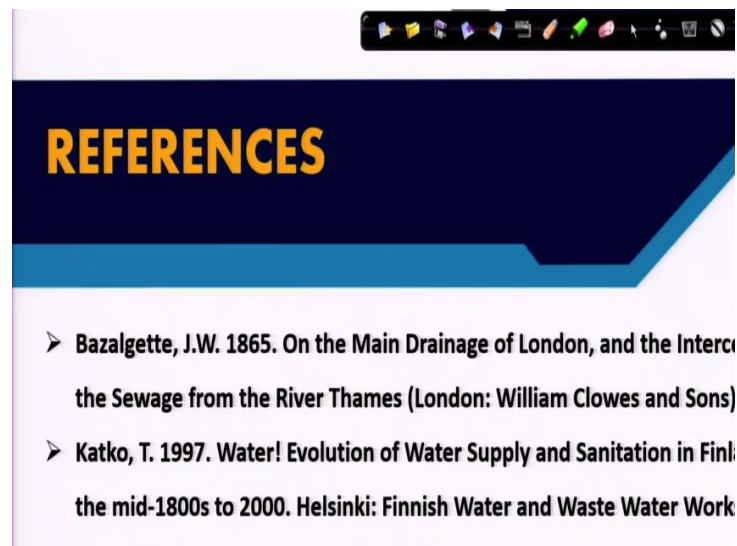 REFERENCES
➢ Bazalgette, J.W. 1865. On the Main Drainage of London, and the Interce
the Sewage from the River Thames (London: William Clowes and Sons)
➢ Katko, T. 1997. Water! Evolution of Water Supply and Sanitation in Finla
the mid-1800s to 2000. Helsinki: Finnish Water and Waste Water Works